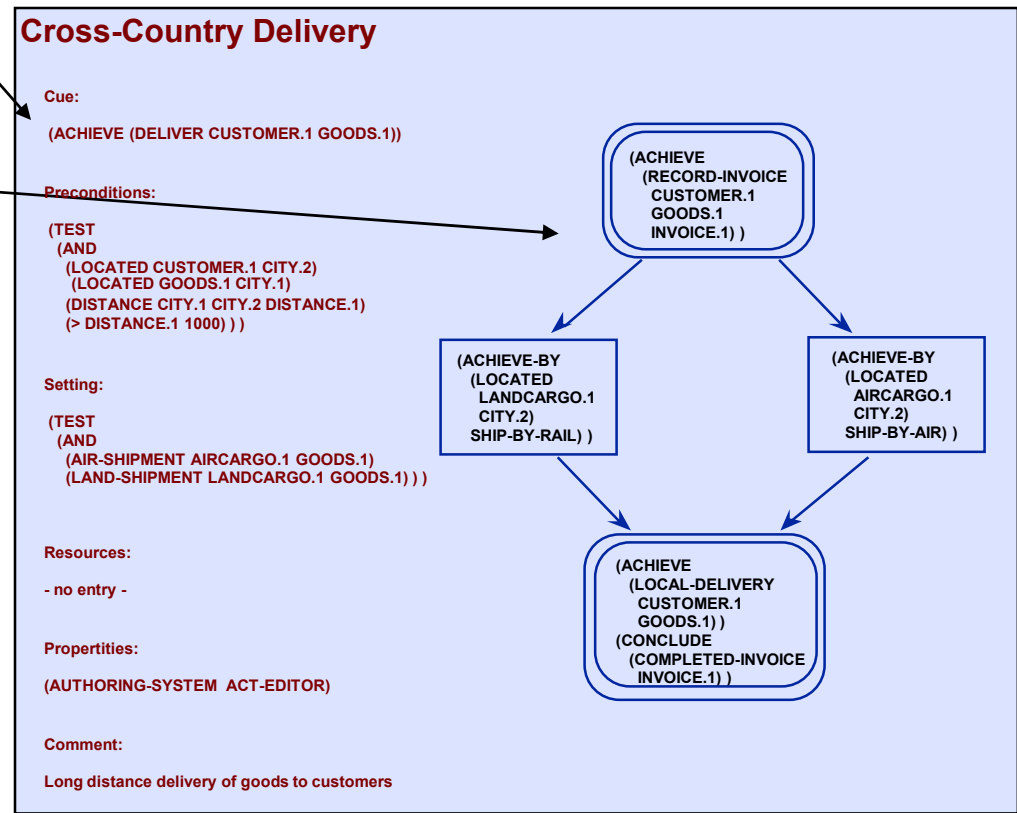 Cross-Country Delivery
Cue:
(ACHIEVE (DELIVER CUSTOMER.1 GOODS.1))
Preconditions:
(TEST
(AND
(LOCATED CUSTOMER.1 CITY.2)
(LOCATED GOODS.1 CITY.1)
(DISTANCE CITY.1 CITY.2 DISTANCE.1)
(> DISTANCE.1 1000) ) )
Setting:
(TEST
(AND
(AIR-SHIPMENT AIRCARGO.1 GOODS.1)
(LAND-SHIPMENT LANDCARGO.1 GOODS.1) ) )
Resources:
- no entry -
Propertities:
(AUTHORING-SYSTEM ACT-EDITOR)
Comment:
Long distance delivery of goods to customers
(ACHIEVE
(RECORD-INVOICE
CUSTOMER.1
GOODS.1
INVOICE.1) )
(ACHIEVE-BY
(LOCATED
LANDCARGO.1
CITY.2)
SHIP-BY-RAIL) )
(ACHIEVE-BY
(LOCATED
AIRCARGO.1
CITY.2)
SHIP-BY-AIR) )
(ACHIEVE
(LOCAL-DELIVERY
CUSTOMER.1
GOODS.1) )
(CONCLUDE
(COMPLETED-INVOICE
INVOICE.1) )